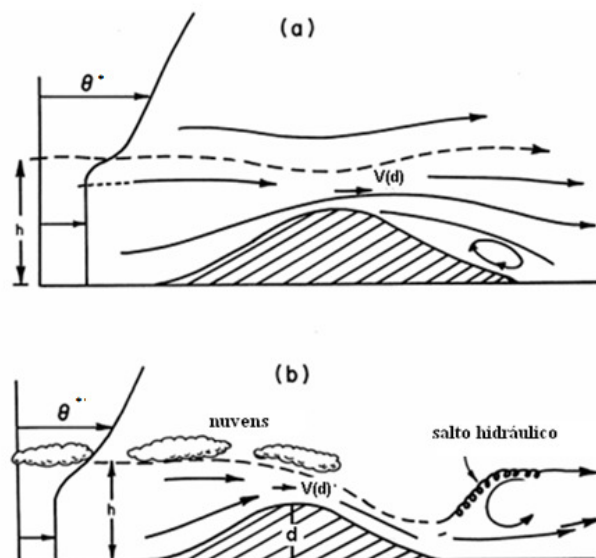 (a)
θ
V(d)
h
(b)
θ
nuvens
salto hidráulico
V(d)
h
d